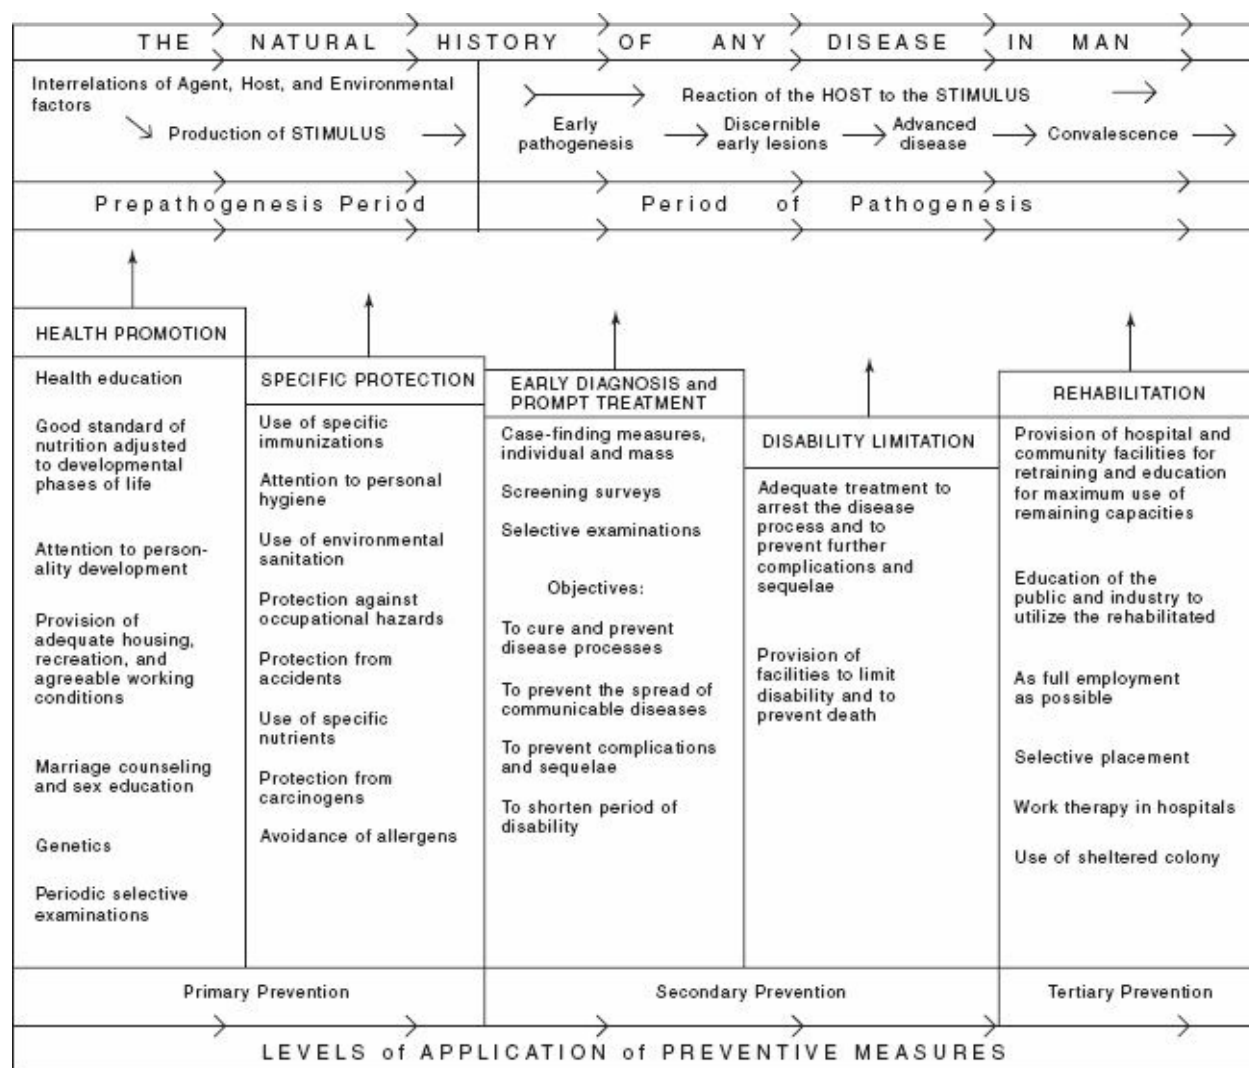 THE NATURAL HISTORY OF ANY DISEASE IN MAN
Interrelations of Agent, Host, and Environmental
factors
Production of STIMULUS
Reaction of the HOST to the STIMULUS
Early
pathogenesis
Discernible
early lesions
Advanced
disease
Convalescence
Prepathogenesis Period
Period of Pathogenesis
HEALTH PROMOTION
Health education
Good standard of
nutrition adjusted
to developmental
phases of life
Attention to person-
ality development
Provision of
adequate housing,
recreation, and
agreeable working
conditions
Marriage counseling
and sex education
Genetics
Periodic selective
examinations
SPECIFIC PROTECTION
Use of specific
immunizations
Attention to personal
hygiene
Use of environmental
sanitation
Protection against
occupational hazards
Protection from
accidents
Use of specific
nutrients
Protection from
carcinogens
Avoidance of allergens
EARLY DIAGNOSIS and
PROMPT TREATMENT
Case-finding measures,
individual and mass
Screening surveys
Selective examinations
Objectives:
To cure and prevent
disease processes
To prevent the spread of
communicable diseases
To prevent complications
and sequelae
To shorten period of
disability
DISABILITY LIMITATION
Adequate treatment to
arrest the disease
process and to
prevent further
complications and
sequelae
Provision of
facilities to limit
disability and to
prevent death
REHABILITATION
Provision of hospital and
community facilities for
retraining and education
for maximum use of
remaining capacities
Education of the
public and industry to
utilize the rehabilitated
As full employment
as possible
Selective placement
Work therapy in hospitals
Use of sheltered colony
Primary Prevention
Secondary Prevention
Tertiary Prevention
LEVELS of APPLICATION of PREVENTIVE MEASURES